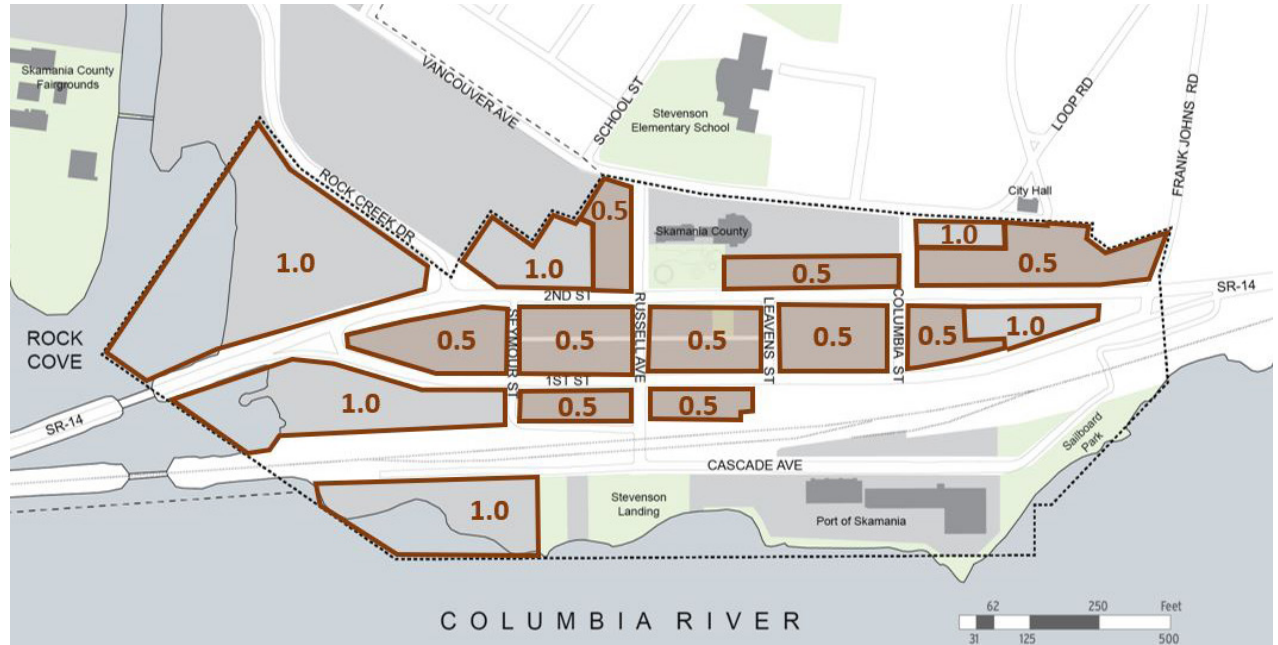 Skamania County
Fairgrounds
VANCOUVER AVE
SCHOOL ST
Stevenson
Elementary School
LOOP RD
FRANK JOHNS RD
City Hall
ROCK CREEK DR
0.5
Skamania County
1.0
1.0
1.0
0.5
0.5
2ND ST
SR-14
ROCK
COVE
0.5
SEYMOUR ST
0.5
RUSSELL AVE
0.5
LEAVENS ST
0.5
COLUMBIA ST
0.5
1.0
1ST ST
1.0
0.5
0.5
SR-14
CASCADE AVE
Sailboard
Park
1.0
Stevenson
Landing
Port of Skamania
COLUMBIA RIVER
62 250 Feet
31 125 500